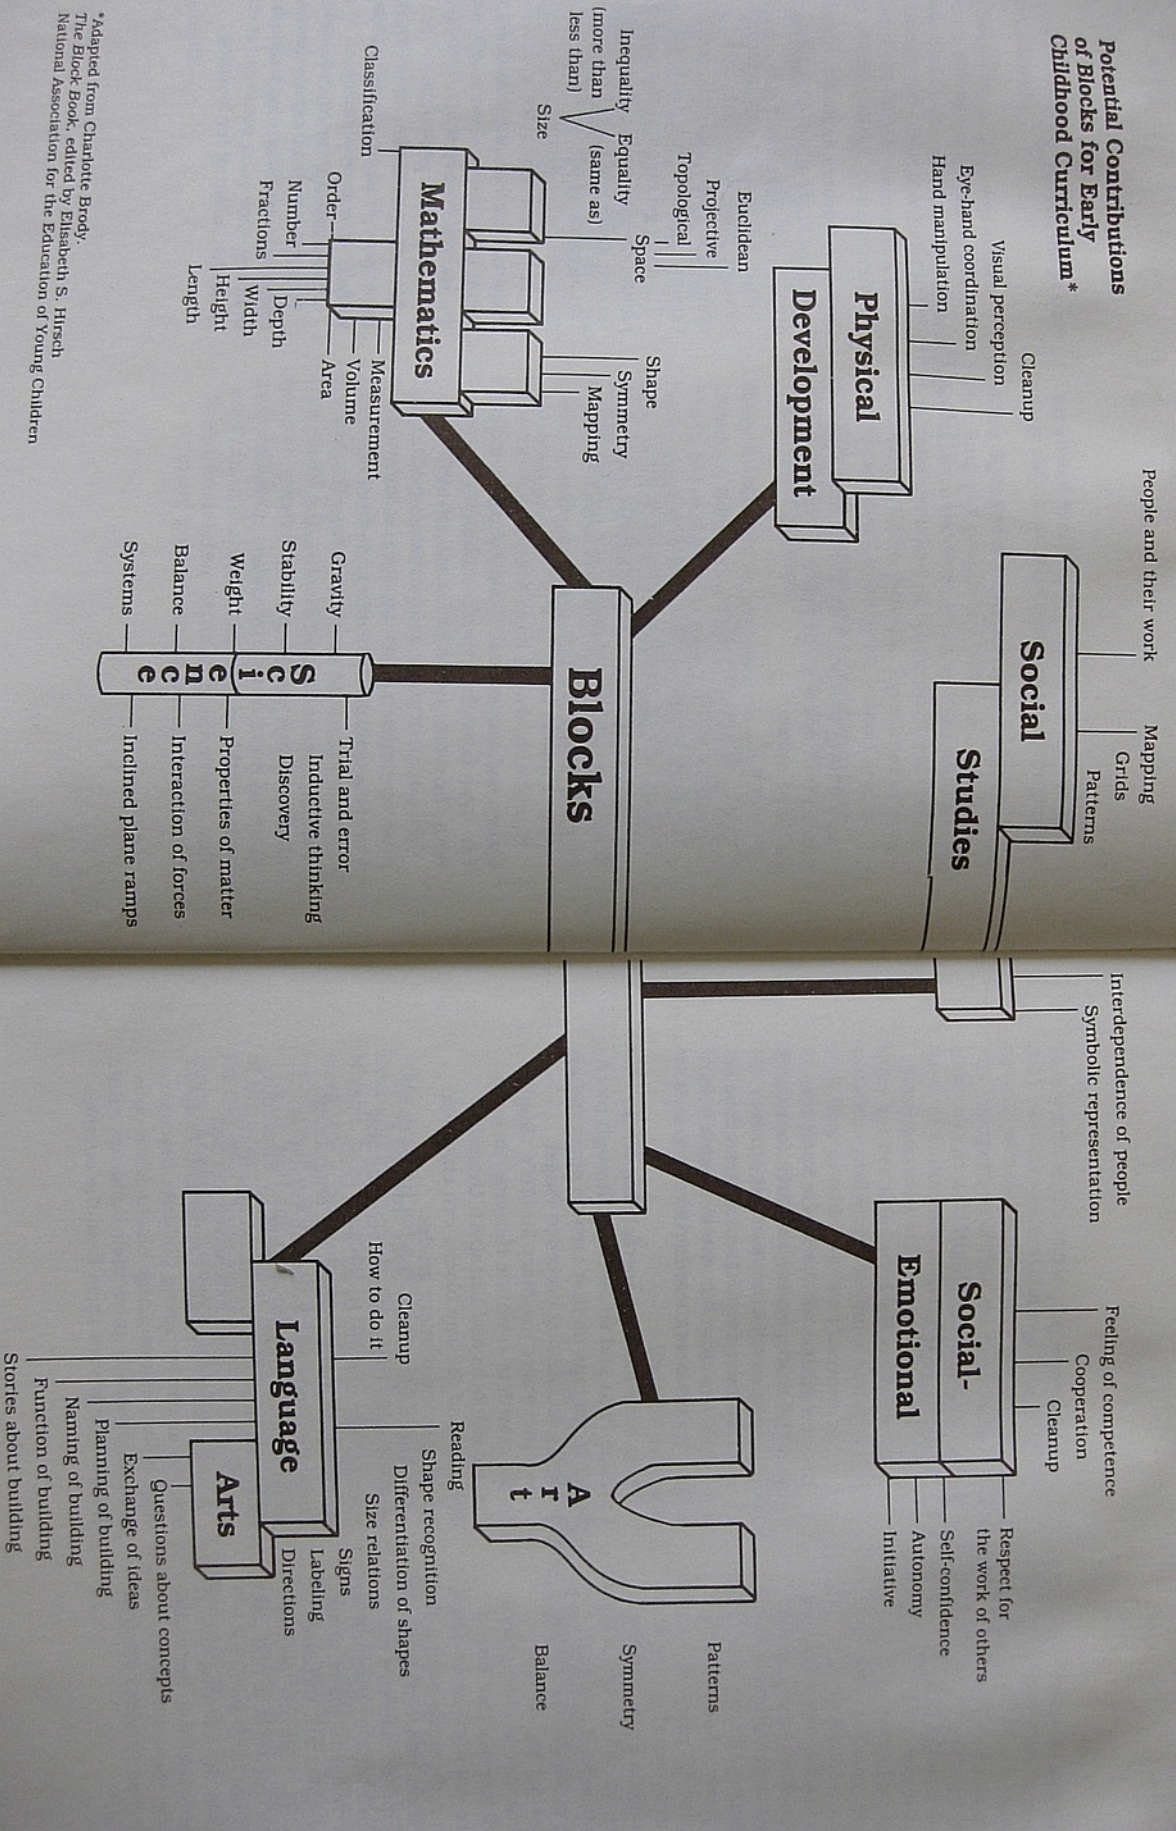 Potential Contributions
of Blocks for Early
Childhood Curriculum*
People and their work
Mapping
Grids
Patterns
Interdependence of people
Symbolic representation
Social
Studies
Cleanup
Visual perception
Eye-hand coordination
Hand manipulation
Physical
Development
Feeling of competence
Cooperation
Cleanup
Social-
Emotional
Respect for
the work of others
Self-confidence
Autonomy
Initiative
Euclidean
Projective
Topological
Space
Inequality
(more than
less than)
Equality
(same as)
Size
Shape
Symmetry
Mapping
Classification
Mathematics
Order
Number
Fractions
Measurement
Volume
Area
Depth
Width
Height
Length
Blocks
Patterns
Symmetry
Balance
A
r
t
Gravity
Stability
Weight
Balance
Systems
S
c
i
e
n
c
e
Trial and error
Inductive thinking
Discovery
Properties of matter
Interaction of forces
Inclined plane ramps
Cleanup
How to do it
Reading
Shape recognition
Differentiation of shapes
Size relations
Signs
Labeling
Directions
Language
Arts
Questions about concepts
Exchange of ideas
Planning of building
Naming of building
Function of building
Stories about building
*Adapted from Charlotte Brody.
The Block Book, edited by Elisabeth S. Hirsch
National Association for the Education of Young Children